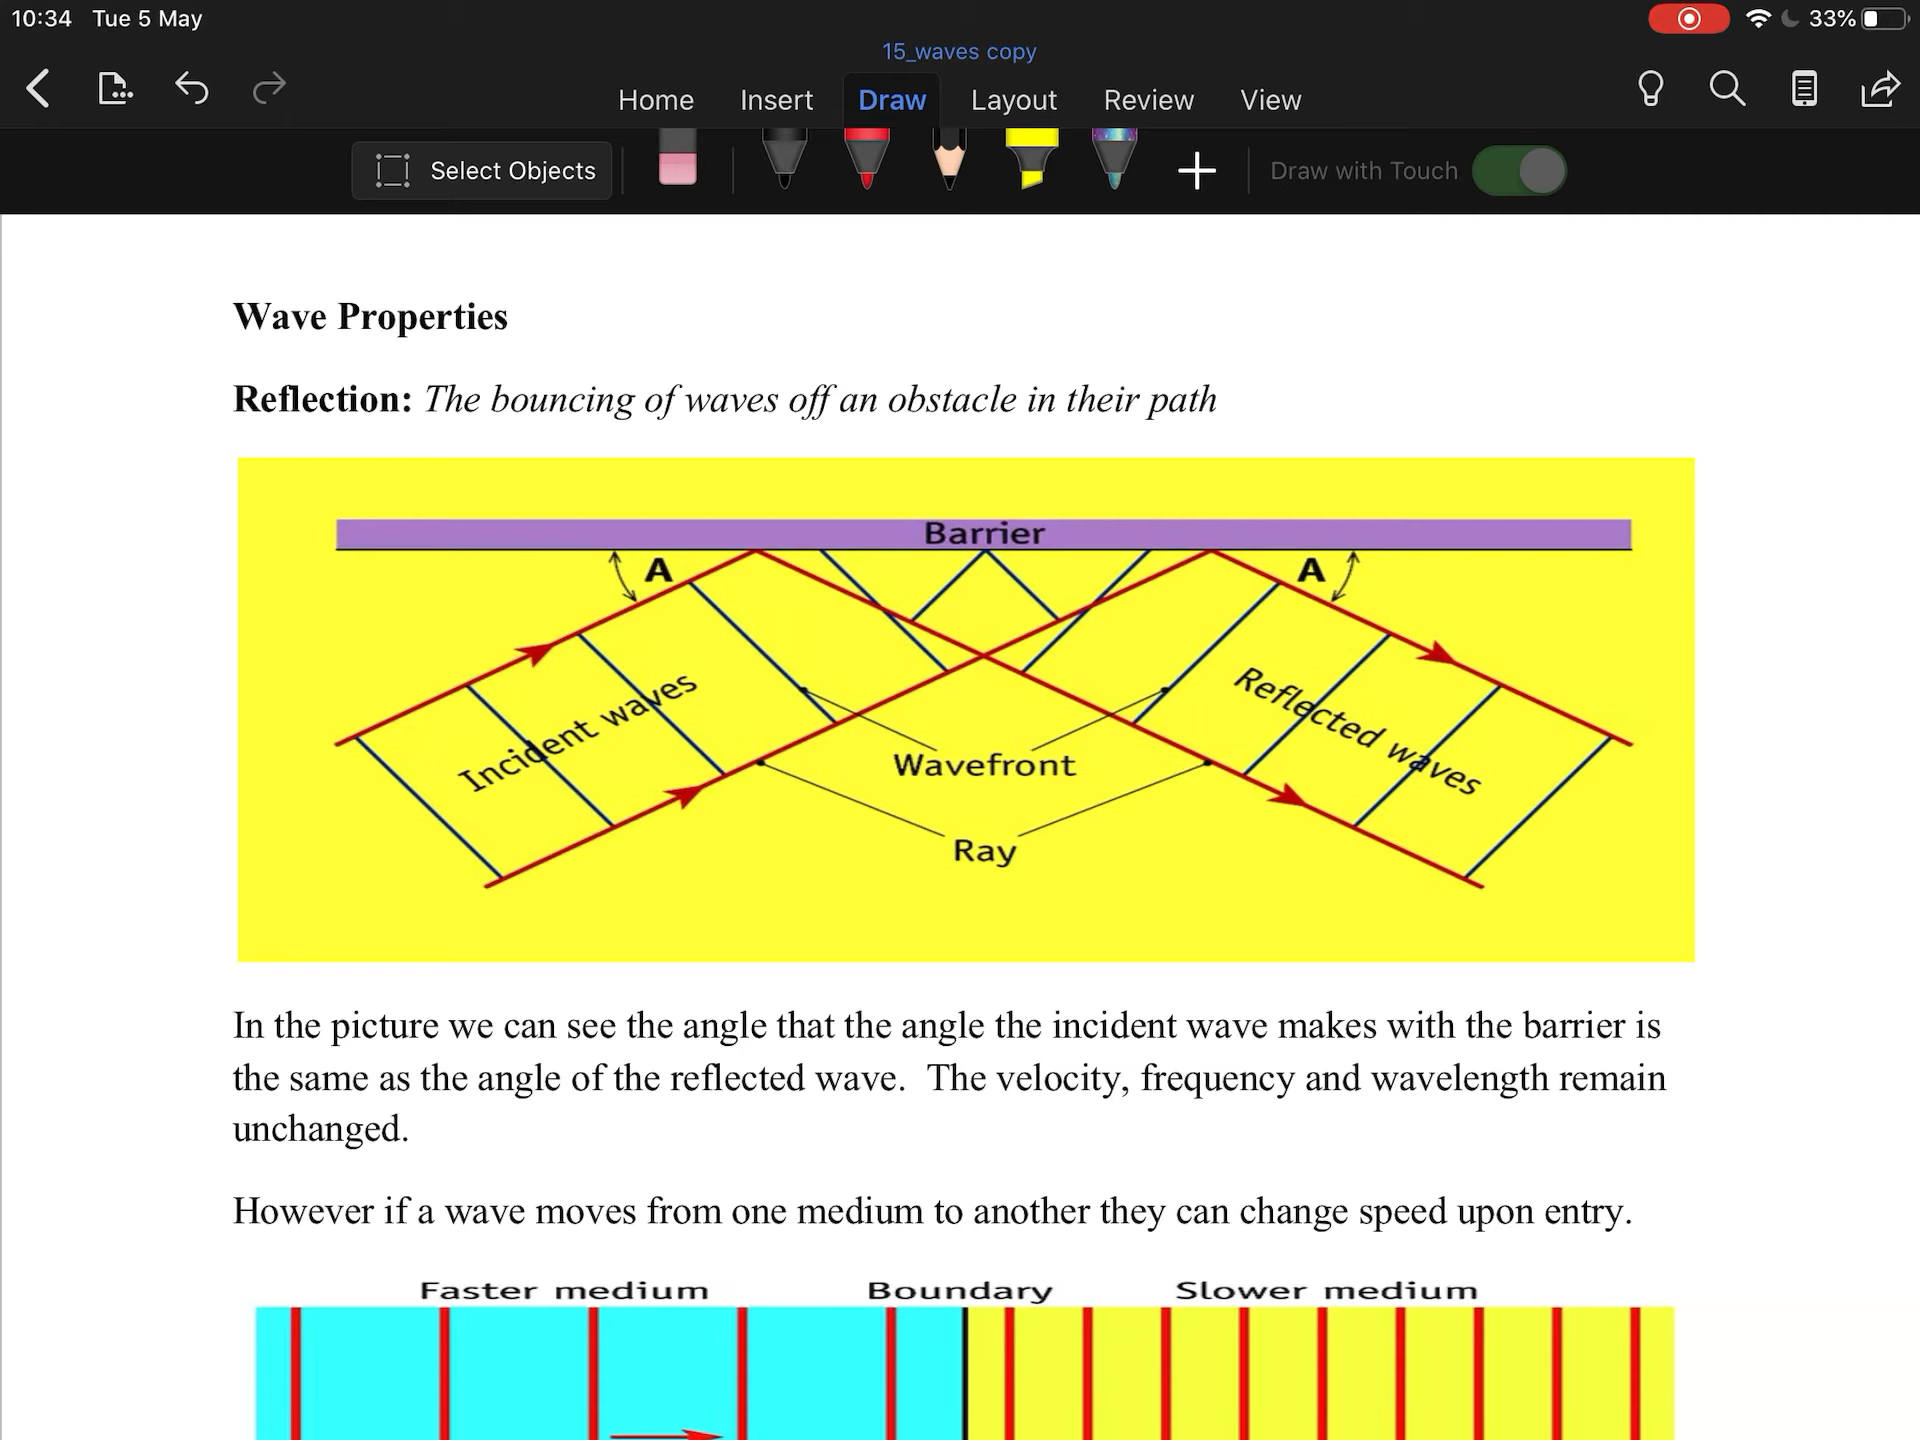 10:34 Tue 5 May
33%
15_waves copy
Home Insert Draw Layout Review View
Select Objects
Draw with Touch
Wave Properties
Reflection: The bouncing of waves off an obstacle in their path
Barrier
A A
Incident waves
Reflected waves
Wavefront
Ray
In the picture we can see the angle that the angle the incident wave makes with the barrier is
the same as the angle of the reflected wave. The velocity, frequency and wavelength remain
unchanged.
However if a wave moves from one medium to another they can change speed upon entry.
Faster medium Boundary Slower medium